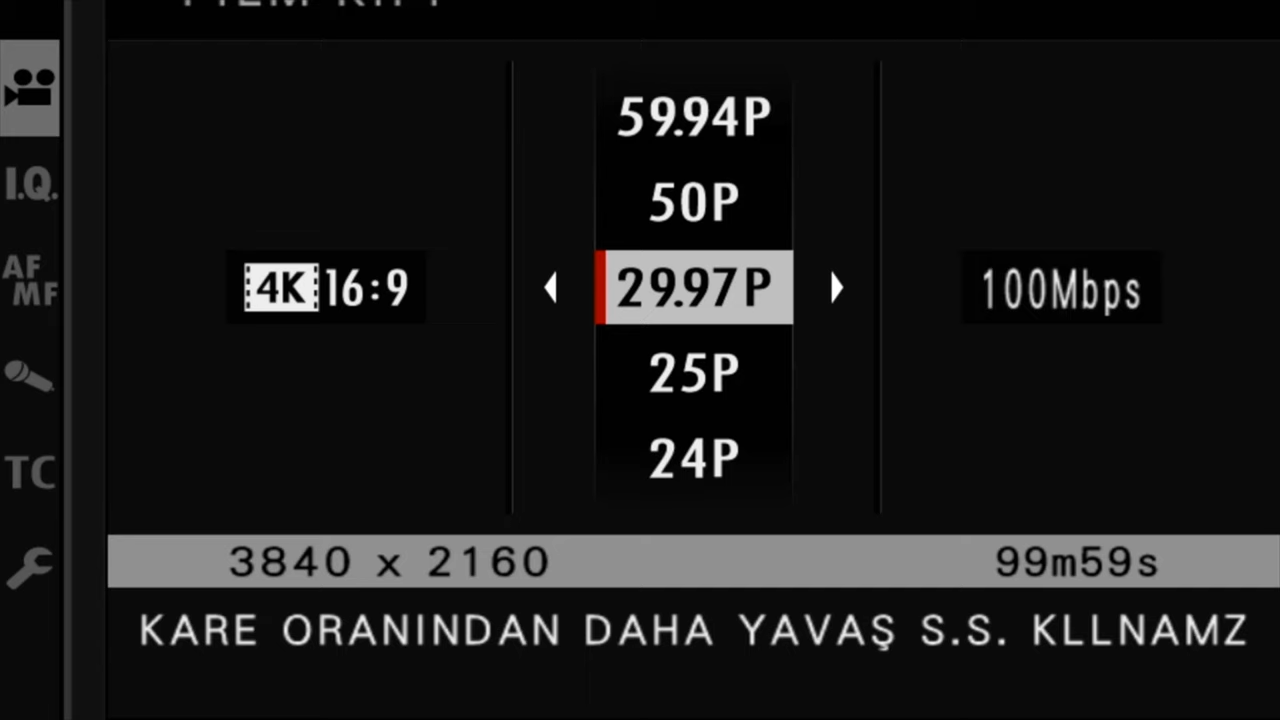 I.Q.
AF
MF
TC
59.94P
50P
4K 16:9
29.97P
100Mbps
25P
24P
3840 x 2160
99m59s
KARE ORANINDAN DAHA YAVAŞ S.S. KLLNAMZ